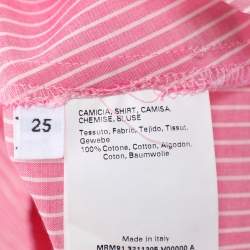 25
CAMICIA, SHIRT, CAMISA,
CHEMISE, BLUSE
Tessuto, Fabric, Tejido, Tissu,
Gewebe
100% Cotone, Cotton, Algodon,
Coton, Baumwolle
Made in Italy